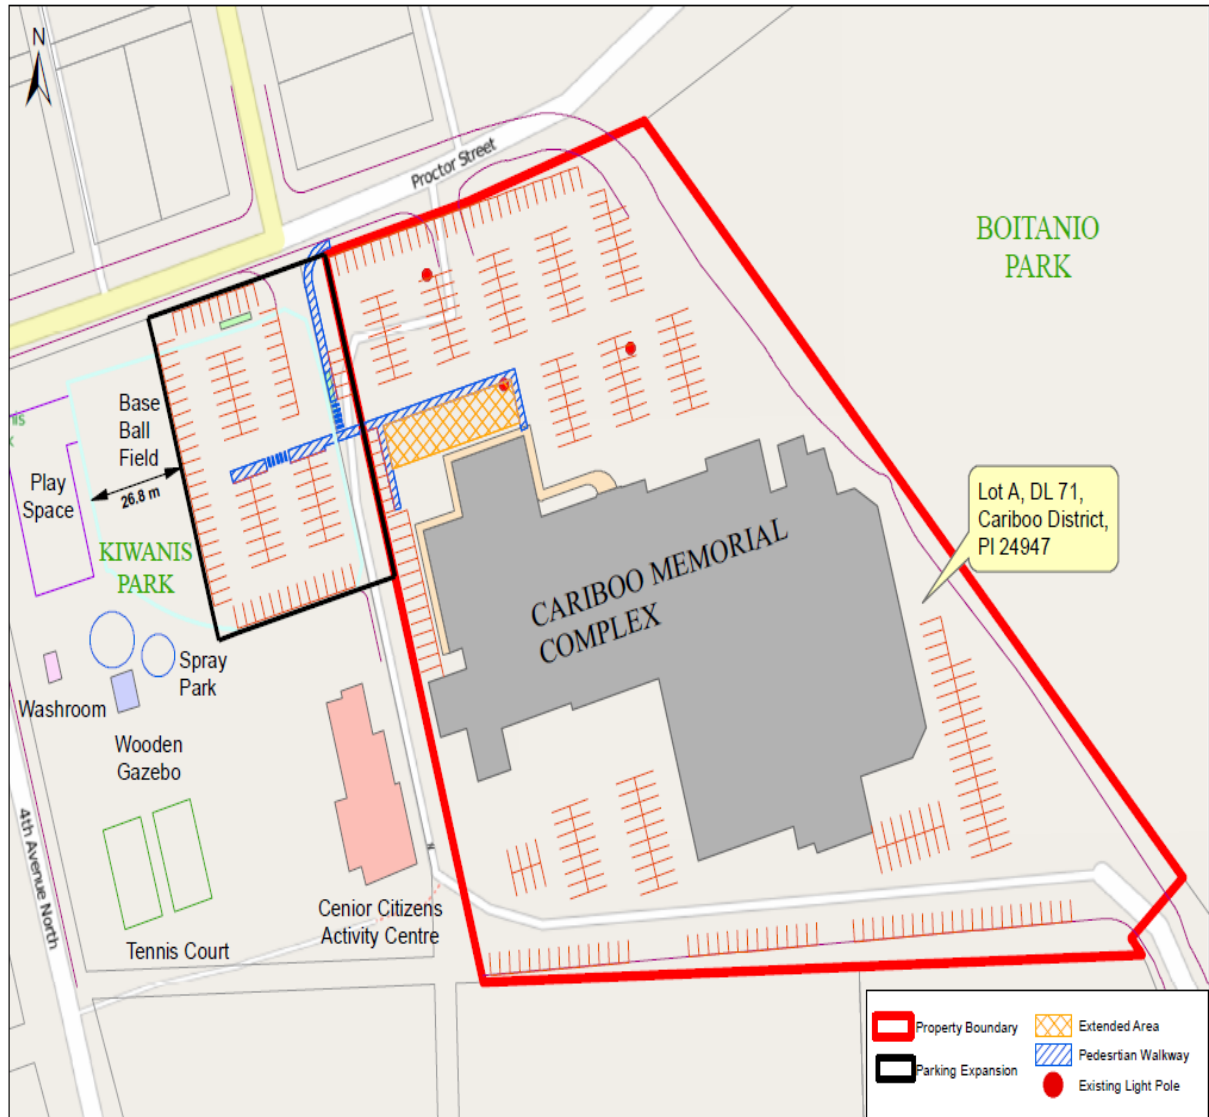 N
Proctor Street
BOITANIO
PARK
Base
Ball
Field
Play
Space
26.8 m
KIWANIS
PARK
Lot A, DL 71,
Cariboo District,
PI 24947
CARIBOO MEMORIAL
COMPLEX
Spray
Park
Washroom
Wooden
Gazebo
4th Avenue North
Cenior Citizens
Activity Centre
Tennis Court
Property Boundary
Extended Area
Parking Expansion
Pedesrtian Walkway
Existing Light Pole